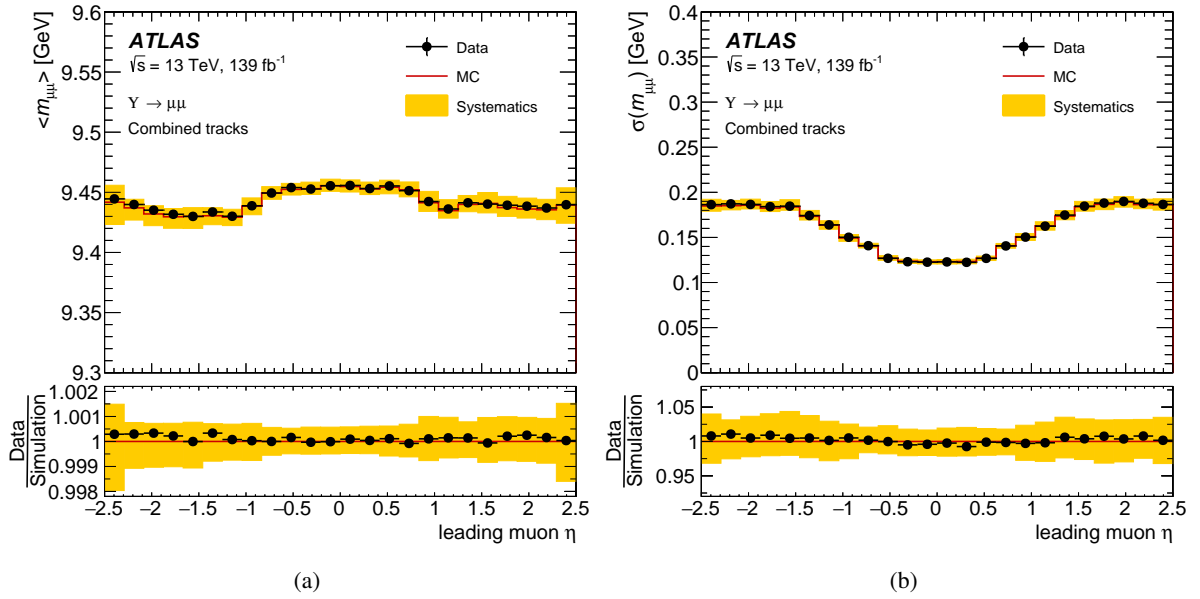 <m_μμ> [GeV]
9.6
9.55
9.5
9.45
9.4
9.35
9.3
ATLAS
√s = 13 TeV, 139 fb⁻¹
Υ → μμ
Combined tracks
Data
MC
Systematics
Data
Simulation
1.002
1.001
1
0.999
0.998
−2.5 −2 −1.5 −1 −0.5 0 0.5 1 1.5 2 2.5
leading muon η
(a)
σ(m_μμ) [GeV]
0.4
0.35
0.3
0.25
0.2
0.15
0.1
0.05
0
ATLAS
√s = 13 TeV, 139 fb⁻¹
Υ → μμ
Combined tracks
Data
MC
Systematics
Data
Simulation
1.05
1
0.95
−2.5 −2 −1.5 −1 −0.5 0 0.5 1 1.5 2 2.5
leading muon η
(b)